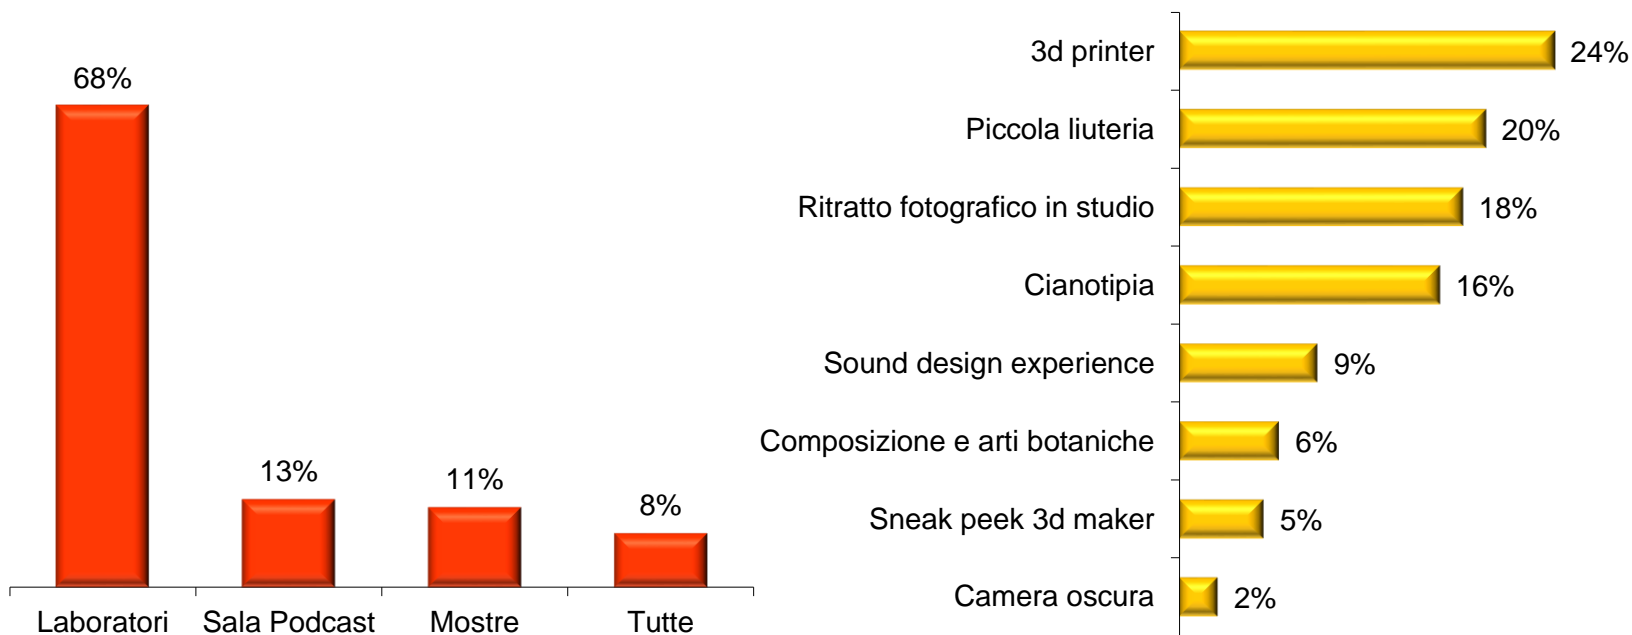 68%
13%
11%
8%
Laboratori
Sala Podcast
Mostre
Tutte
3d printer 24%
Piccola liuteria 20%
Ritratto fotografico in studio 18%
Cianotipia 16%
Sound design experience 9%
Composizione e arti botaniche 6%
Sneak peek 3d maker 5%
Camera oscura 2%